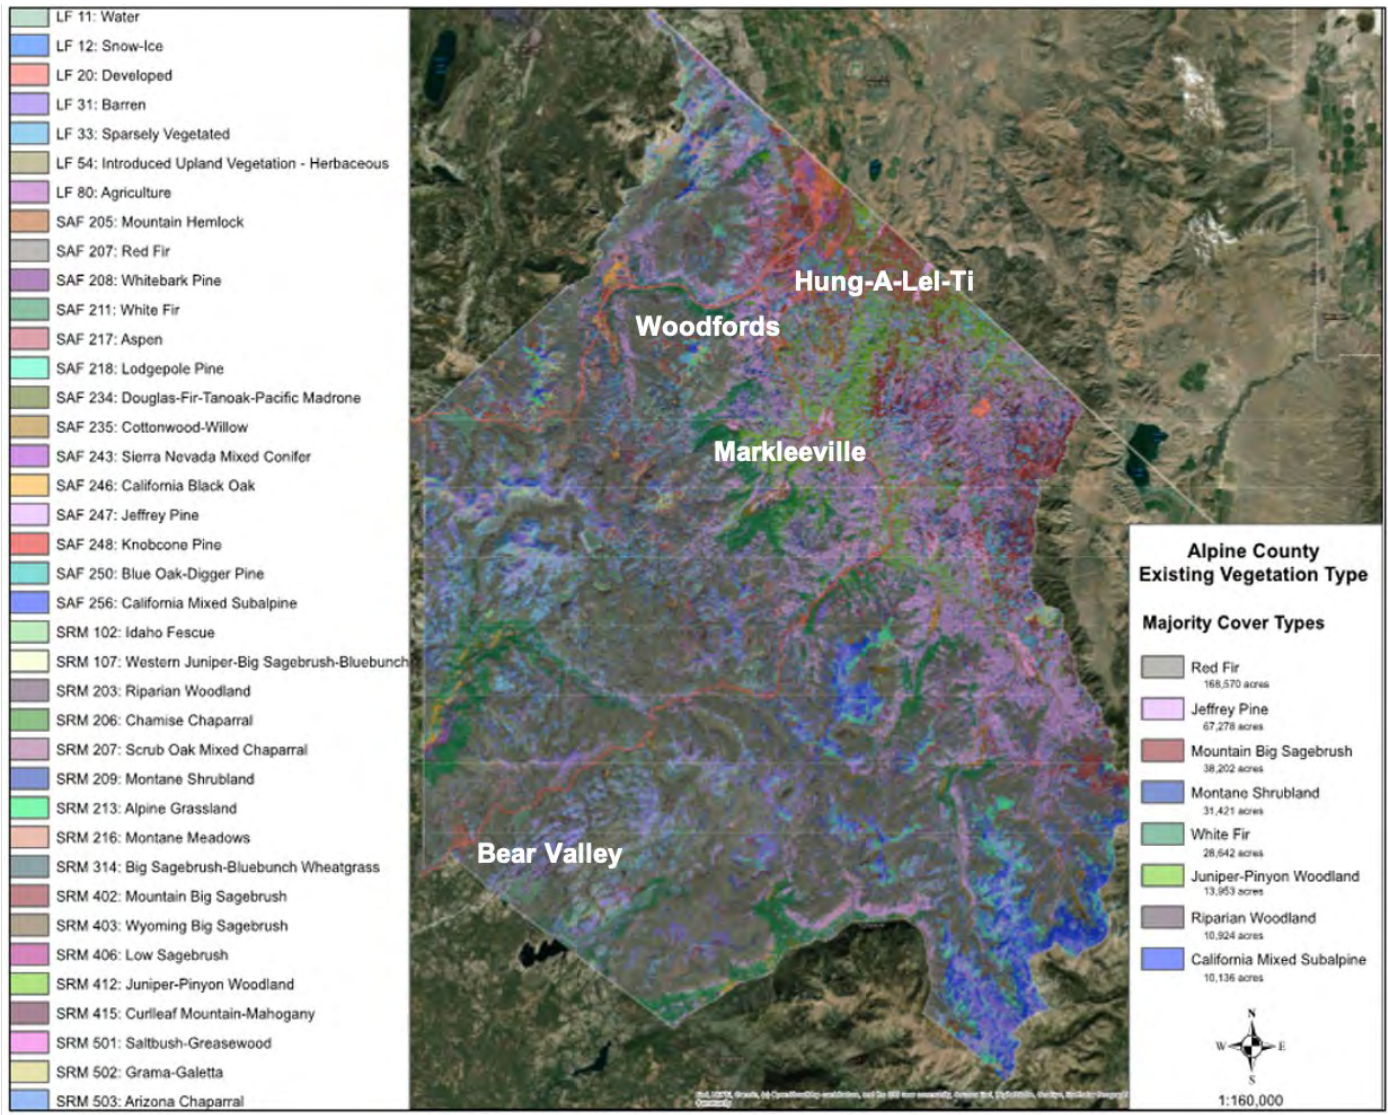 LF 11: Water
LF 12: Snow-Ice
LF 20: Developed
LF 31: Barren
LF 33: Sparsely Vegetated
LF 54: Introduced Upland Vegetation - Herbaceous
LF 80: Agriculture
SAF 205: Mountain Hemlock
SAF 207: Red Fir
SAF 208: Whitebark Pine
SAF 211: White Fir
SAF 217: Aspen
SAF 218: Lodgepole Pine
SAF 234: Douglas-Fir-Tanoak-Pacific Madrone
SAF 235: Cottonwood-Willow
SAF 243: Sierra Nevada Mixed Conifer
SAF 246: California Black Oak
SAF 247: Jeffrey Pine
SAF 248: Knobcone Pine
SAF 250: Blue Oak-Digger Pine
SAF 256: California Mixed Subalpine
SRM 102: Idaho Fescue
SRM 107: Western Juniper-Big Sagebrush-Bluebunch
SRM 203: Riparian Woodland
SRM 206: Chamise Chaparral
SRM 207: Scrub Oak Mixed Chaparral
SRM 209: Montane Shrubland
SRM 213: Alpine Grassland
SRM 216: Montane Meadows
SRM 314: Big Sagebrush-Bluebunch Wheatgrass
SRM 402: Mountain Big Sagebrush
SRM 403: Wyoming Big Sagebrush
SRM 406: Low Sagebrush
SRM 412: Juniper-Pinyon Woodland
SRM 415: Curlleaf Mountain-Mahogany
SRM 501: Saltbush-Greasewood
SRM 502: Grama-Galetta
SRM 503: Arizona Chaparral
Hung-A-Lel-Ti
Woodfords
Markleeville
Bear Valley
Alpine County
Existing Vegetation Type
Majority Cover Types
Red Fir
168,570 acres
Jeffrey Pine
67,278 acres
Mountain Big Sagebrush
38,202 acres
Montane Shrubland
31,421 acres
White Fir
28,642 acres
Juniper-Pinyon Woodland
13,953 acres
Riparian Woodland
10,924 acres
California Mixed Subalpine
10,136 acres
N
W E
S
1:160,000